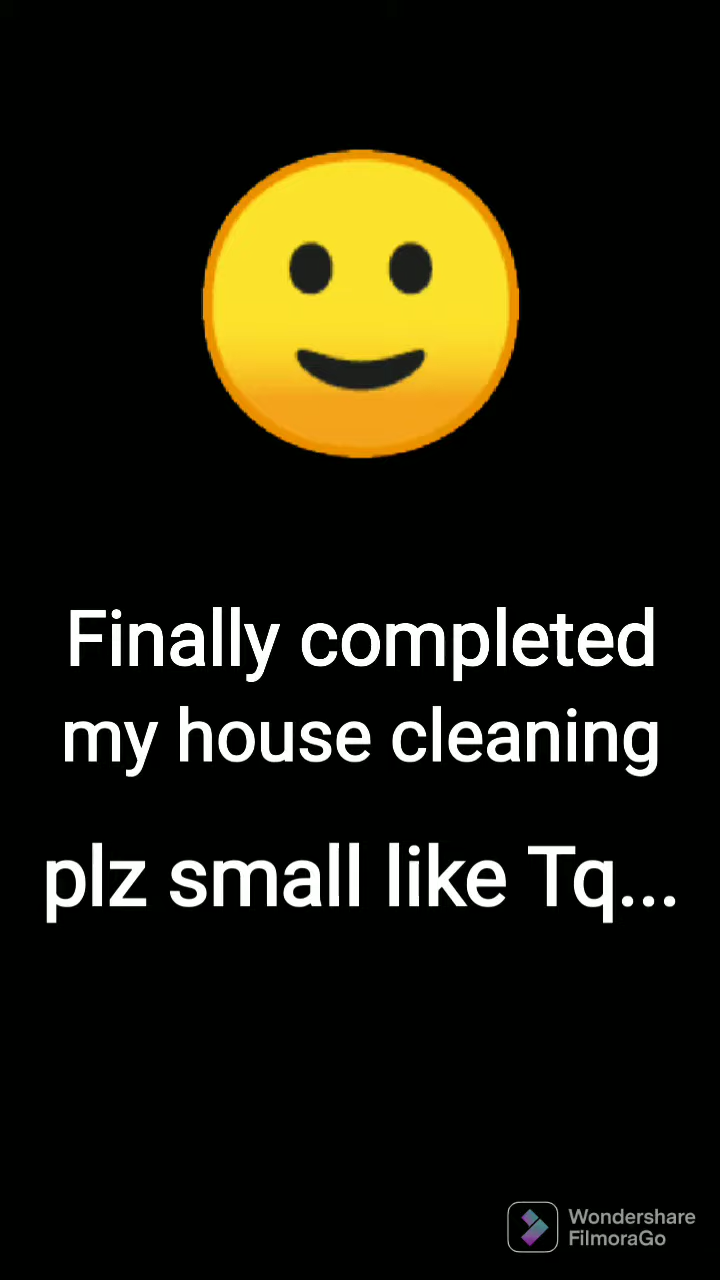 Finally completed
my house cleaning
plz small like Tq...
Wondershare
FilmoraGo